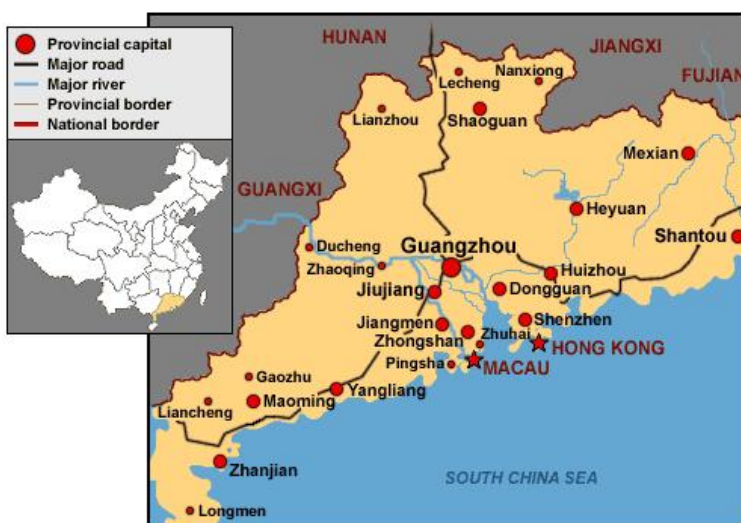 Provincial capital
Major road
Major river
Provincial border
National border
HUNAN
JIANGXI
FUJIAN
GUANGXI
Lecheng
Nanxiong
Lianzhou
Shaoguan
Mexian
Heyuan
Shantou
Ducheng
Guangzhou
Zhaoqing
Huizhou
Jiujiang
Dongguan
Jiangmen
Shenzhen
Zhongshan
Zhuhai
HONG KONG
Pingsha
MACAU
Gaozhu
Yangliang
Liancheng
Maoming
Zhanjian
SOUTH CHINA SEA
Longmen